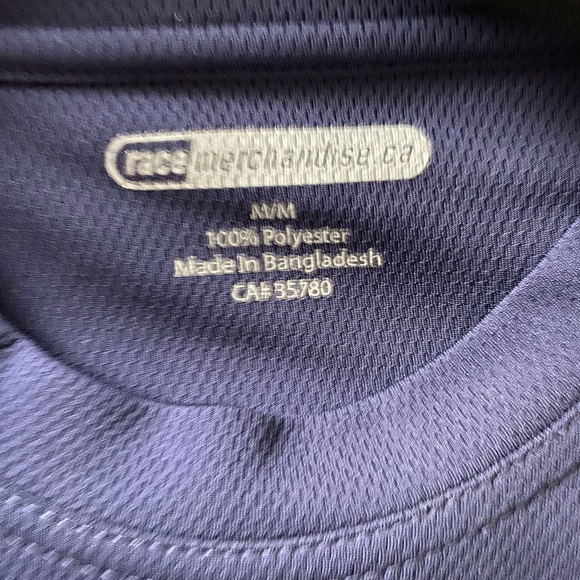 racemerchandise.ca
M/M
100% Polyester
Made In Bangladesh
CA# 35780